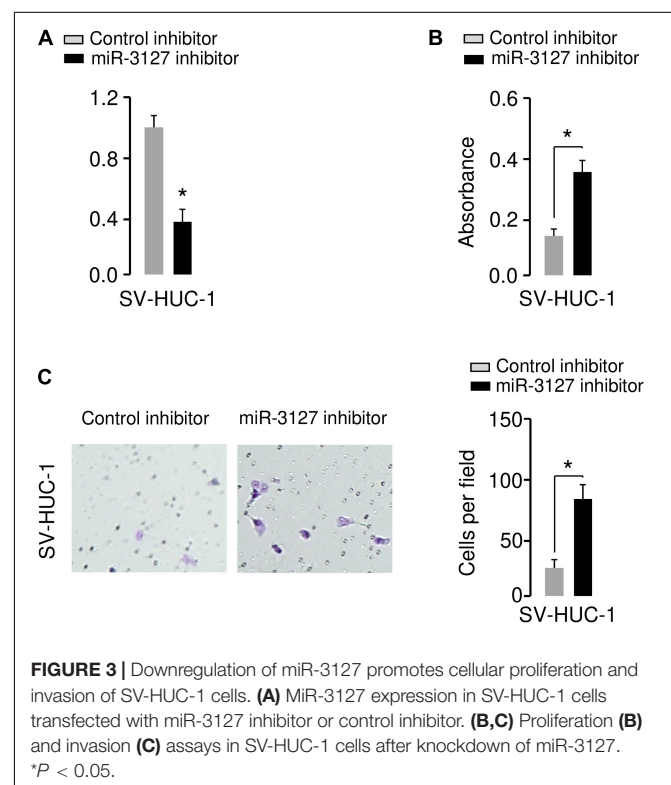 A
Control inhibitor
miR-3127 inhibitor
1.2
0.8
0.4
0.0
*
SV-HUC-1
B
Control inhibitor
miR-3127 inhibitor
Absorbance
0.6
0.4
0.2
0.0
*
SV-HUC-1
C
Control inhibitor
miR-3127 inhibitor
SV-HUC-1
Control inhibitor
miR-3127 inhibitor
Cells per field
150
100
50
0
*
SV-HUC-1
FIGURE 3 | Downregulation of miR-3127 promotes cellular proliferation and
invasion of SV-HUC-1 cells. (A) MiR-3127 expression in SV-HUC-1 cells
transfected with miR-3127 inhibitor or control inhibitor. (B,C) Proliferation (B)
and invasion (C) assays in SV-HUC-1 cells after knockdown of miR-3127.
*P < 0.05.